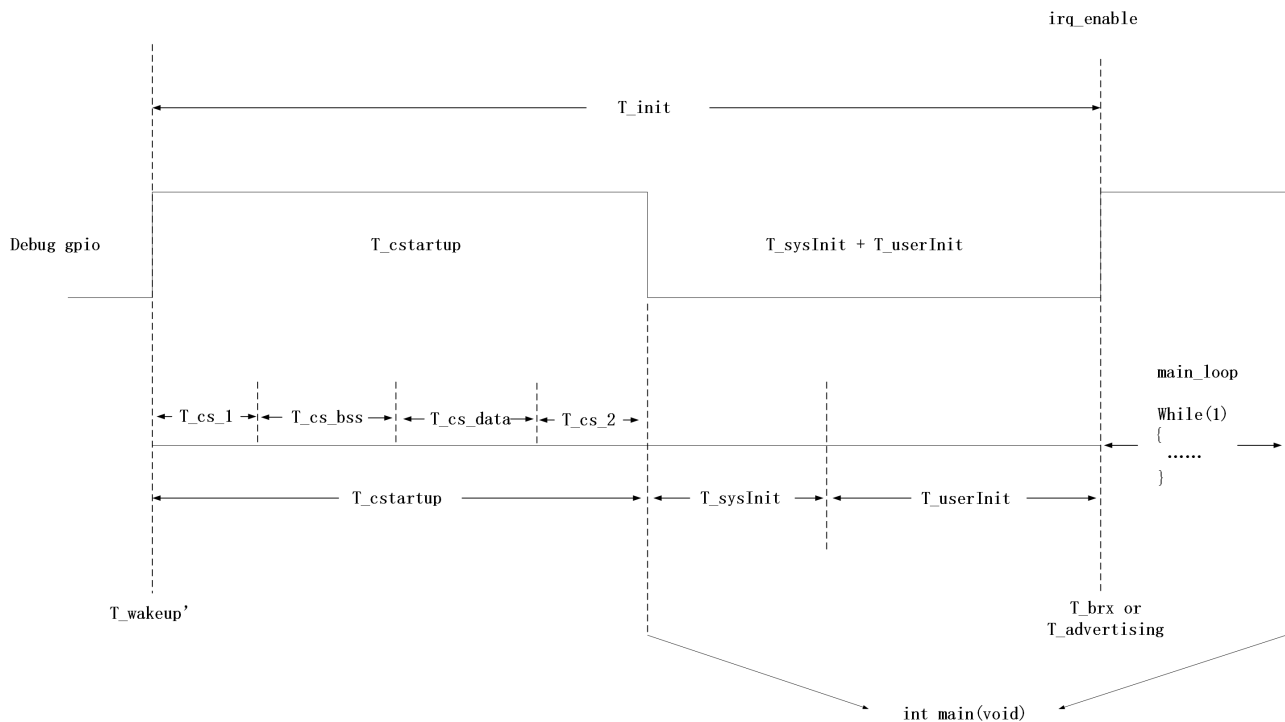 irq_enable
T_init
Debug gpio
T_cstartup
T_sysInit + T_userInit
main_loop
T_cs_1
T_cs_bss
T_cs_data
T_cs_2
While(1)
{
......
}
T_cstartup
T_sysInit
T_userInit
T_wakeup’
T_brx or
T_advertising
int main(void)